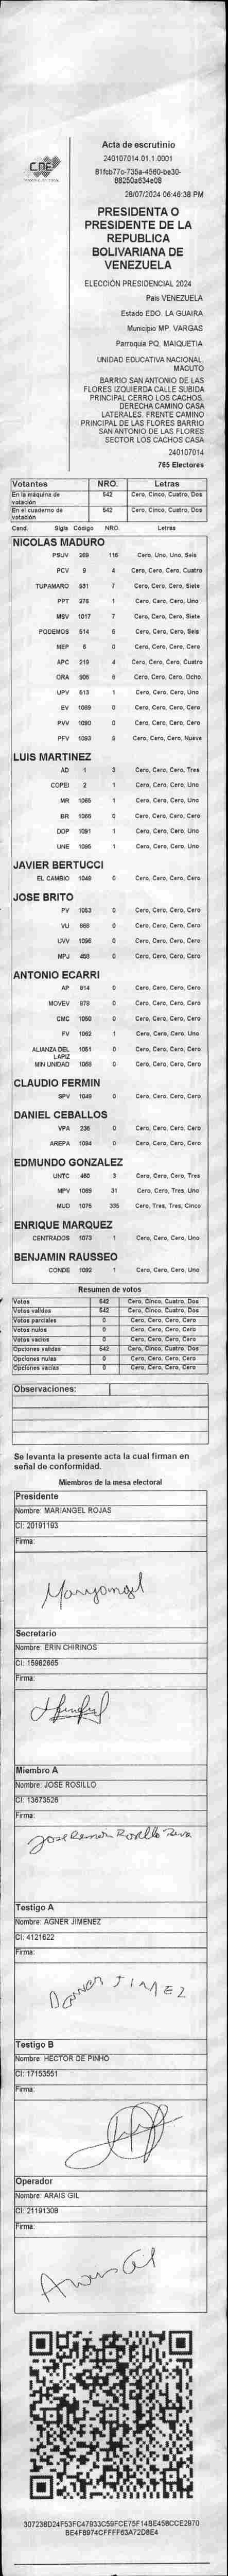 CNE
Acta de escrutinio
240107014.01.1.0001
28/07/2024 06:46:38 PM
PRESIDENTA O
PRESIDENTE DE LA
REPUBLICA
BOLIVARIANA DE
VENEZUELA
ELECCIÓN PRESIDENCIAL 2024
Pais VENEZUELA
Estado EDO. LA GUAIRA
Municipio MP. VARGAS
Parroquia PQ. MAIQUETIA
UNIDAD EDUCATIVA NACIONAL.
MACUTO
BARRIO SAN ANTONIO DE LAS
FLORES IZQUIERDA CALLE SUBIDA
PRINCIPAL CERRO LOS CACHOS.
DERECHA CAMINO CASA
LATERALES. FRENTE CAMINO
PRINCIPAL DE LAS FLORES BARRIO
SAN ANTONIO DE LAS FLORES
SECTOR LOS CACHOS CASA
240107014
765 Electores
Votantes NRO. Letras
En la máquina de votación 542 Cero, Cinco, Cuatro, Dos
En el cuaderno de votación 542 Cero, Cinco, Cuatro, Dos
Cand. Sigla Código NRO. Letras
NICOLAS MADURO
PSUV 269 116 Cero, Uno, Uno, Seis
PCV 9 4 Cero, Cero, Cero, Cuatro
TUPAMARO 931 7 Cero, Cero, Cero, Siete
PPT 276 1 Cero, Cero, Cero, Uno
MSV 1017 7 Cero, Cero, Cero, Siete
PODEMOS 514 6 Cero, Cero, Cero, Seis
MEP 6 0 Cero, Cero, Cero, Cero
APC 219 4 Cero, Cero, Cero, Cuatro
ORA 906 8 Cero, Cero, Cero, Ocho
UPV 613 1 Cero, Cero, Cero, Uno
EV 1089 0 Cero, Cero, Cero, Cero
PVV 1090 0 Cero, Cero, Cero, Cero
PFV 1093 9 Cero, Cero, Cero, Nueve
LUIS MARTINEZ
AD 1 3 Cero, Cero, Cero, Tres
COPEI 2 1 Cero, Cero, Cero, Uno
MR 1065 1 Cero, Cero, Cero, Uno
BR 1066 0 Cero, Cero, Cero, Cero
DDP 1091 1 Cero, Cero, Cero, Uno
UNE 1095 1 Cero, Cero, Cero, Uno
JAVIER BERTUCCI
EL CAMBIO 1048 0 Cero, Cero, Cero, Cero
JOSE BRITO
PV 1053 0 Cero, Cero, Cero, Cero
VU 868 0 Cero, Cero, Cero, Cero
UVV 1096 0 Cero, Cero, Cero, Cero
MPJ 458 0 Cero, Cero, Cero, Cero
ANTONIO ECARRI
AP 814 0 Cero, Cero, Cero, Cero
MOVEV 878 0 Cero, Cero, Cero, Cero
CMC 1050 0 Cero, Cero, Cero, Cero
FV 1062 1 Cero, Cero, Cero, Uno
ALIANZA DEL LAPIZ 1051 0 Cero, Cero, Cero, Cero
MIN UNIDAD 1068 0 Cero, Cero, Cero, Cero
CLAUDIO FERMIN
SPV 1049 0 Cero, Cero, Cero, Cero
DANIEL CEBALLOS
VPA 236 0 Cero, Cero, Cero, Cero
AREPA 1094 0 Cero, Cero, Cero, Cero
EDMUNDO GONZALEZ
UNTC 460 3 Cero, Cero, Cero, Tres
MPV 1069 31 Cero, Cero, Tres, Uno
MUD 1075 335 Cero, Tres, Tres, Cinco
ENRIQUE MARQUEZ
CENTRADOS 1073 1 Cero, Cero, Cero, Uno
BENJAMIN RAUSSEO
CONDE 1092 1 Cero, Cero, Cero, Uno
Resumen de votos
Votos 542 Cero, Cinco, Cuatro, Dos
Votos validos 542 Cero, Cinco, Cuatro, Dos
Votos parciales 0 Cero, Cero, Cero, Cero
Votos nulos 0 Cero, Cero, Cero, Cero
Votos vacios 0 Cero, Cero, Cero, Cero
Opciones validas 542 Cero, Cinco, Cuatro, Dos
Opciones nulas 0 Cero, Cero, Cero, Cero
Opciones vacias 0 Cero, Cero, Cero, Cero
Observaciones:
Se levanta la presente acta la cual firman en
señal de conformidad.
Miembros de la mesa electoral
Presidente
Nombre: MARIANGEL ROJAS
CI: 20191193
Firma:
Maryangel
Secretario
Nombre: ERIN CHIRINOS
CI: 15982665
Firma:
Miembro A
Nombre: JOSE ROSILLO
CI: 13673526
Firma:
Jose Ramon Rosillo
Testigo A
Nombre: AGNER JIMENEZ
CI: 4121622
Firma:
Testigo B
Nombre: HECTOR DE PINHO
CI: 17153551
Firma:
Operador
Nombre: ARAIS GIL
CI: 21191308
Firma:
Arais Gil
307238D24F53FC47933C59FCE75F14BE458CCE2970
BE4F8974CFFFF63A72D8E4